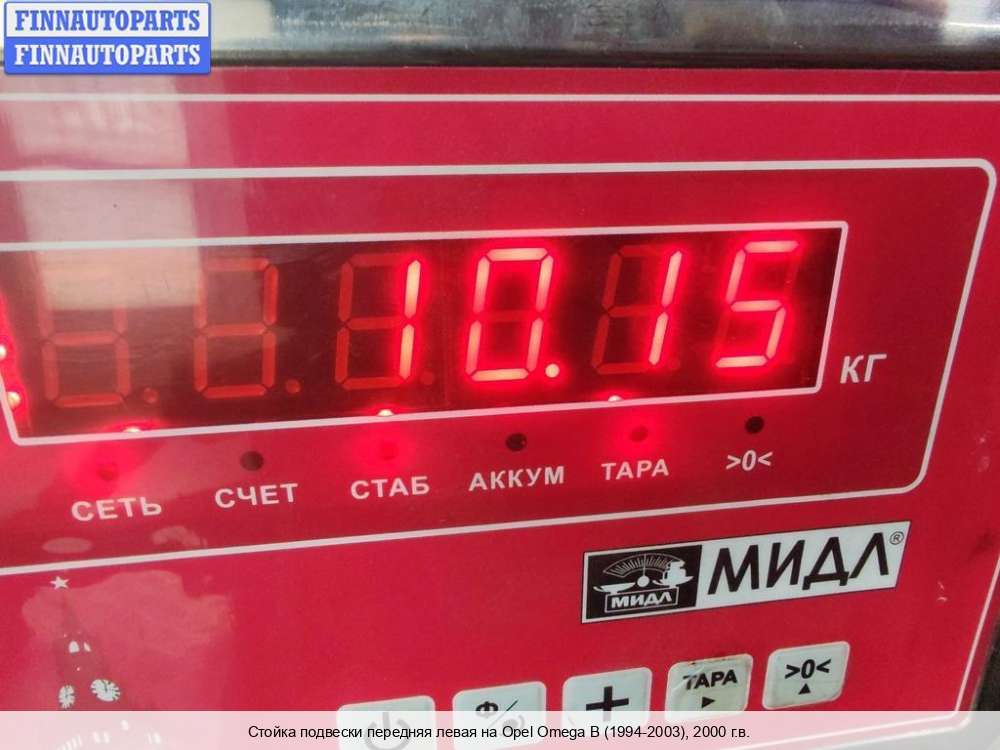 FINNAUTOPARTS
FINNAUTOPARTS
10.15
КГ
СЕТЬ СЧЕТ СТАБ АККУМ ТАРА >0<
МИДЛ МИДЛ®
Ф/ + ТАРА >0<
Стойка подвески передняя левая на Opel Omega B (1994-2003), 2000 г.в.